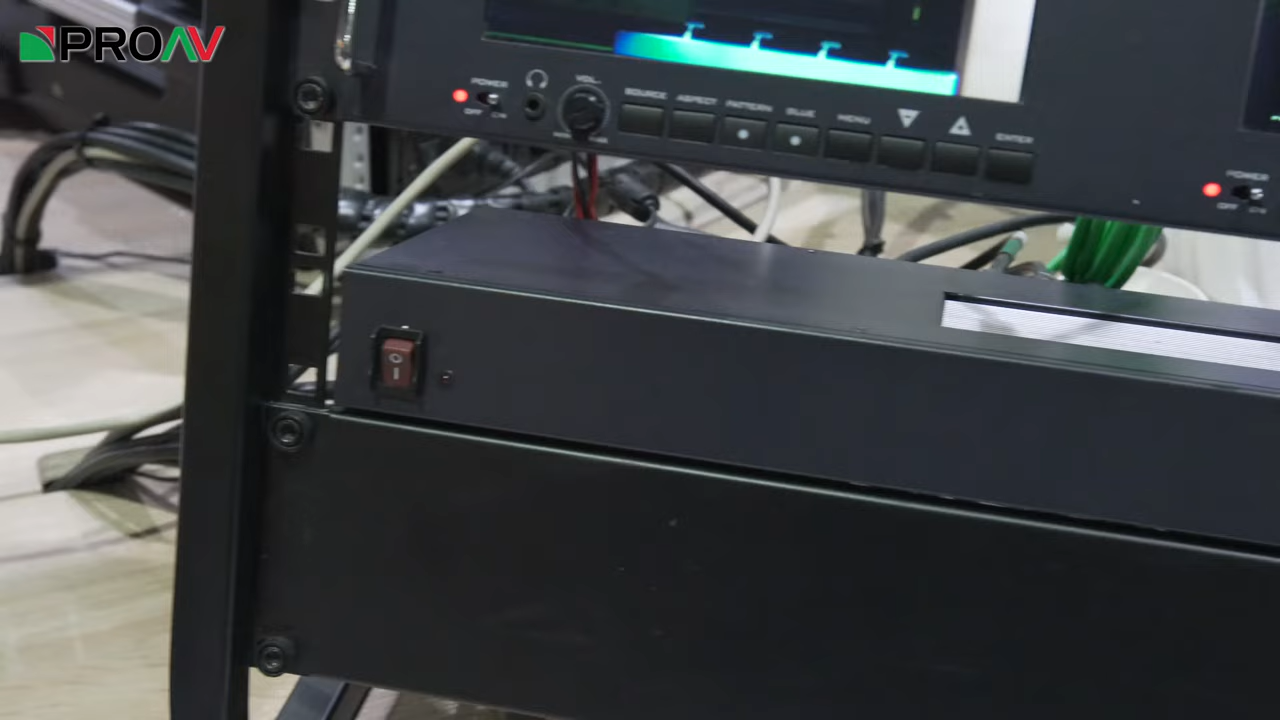 PROAV
POWER
OFF
ON
VOL
SOURCE
ASPECT
PATTERN
BLUE
MENU
ENTER
POWER
OFF
ON